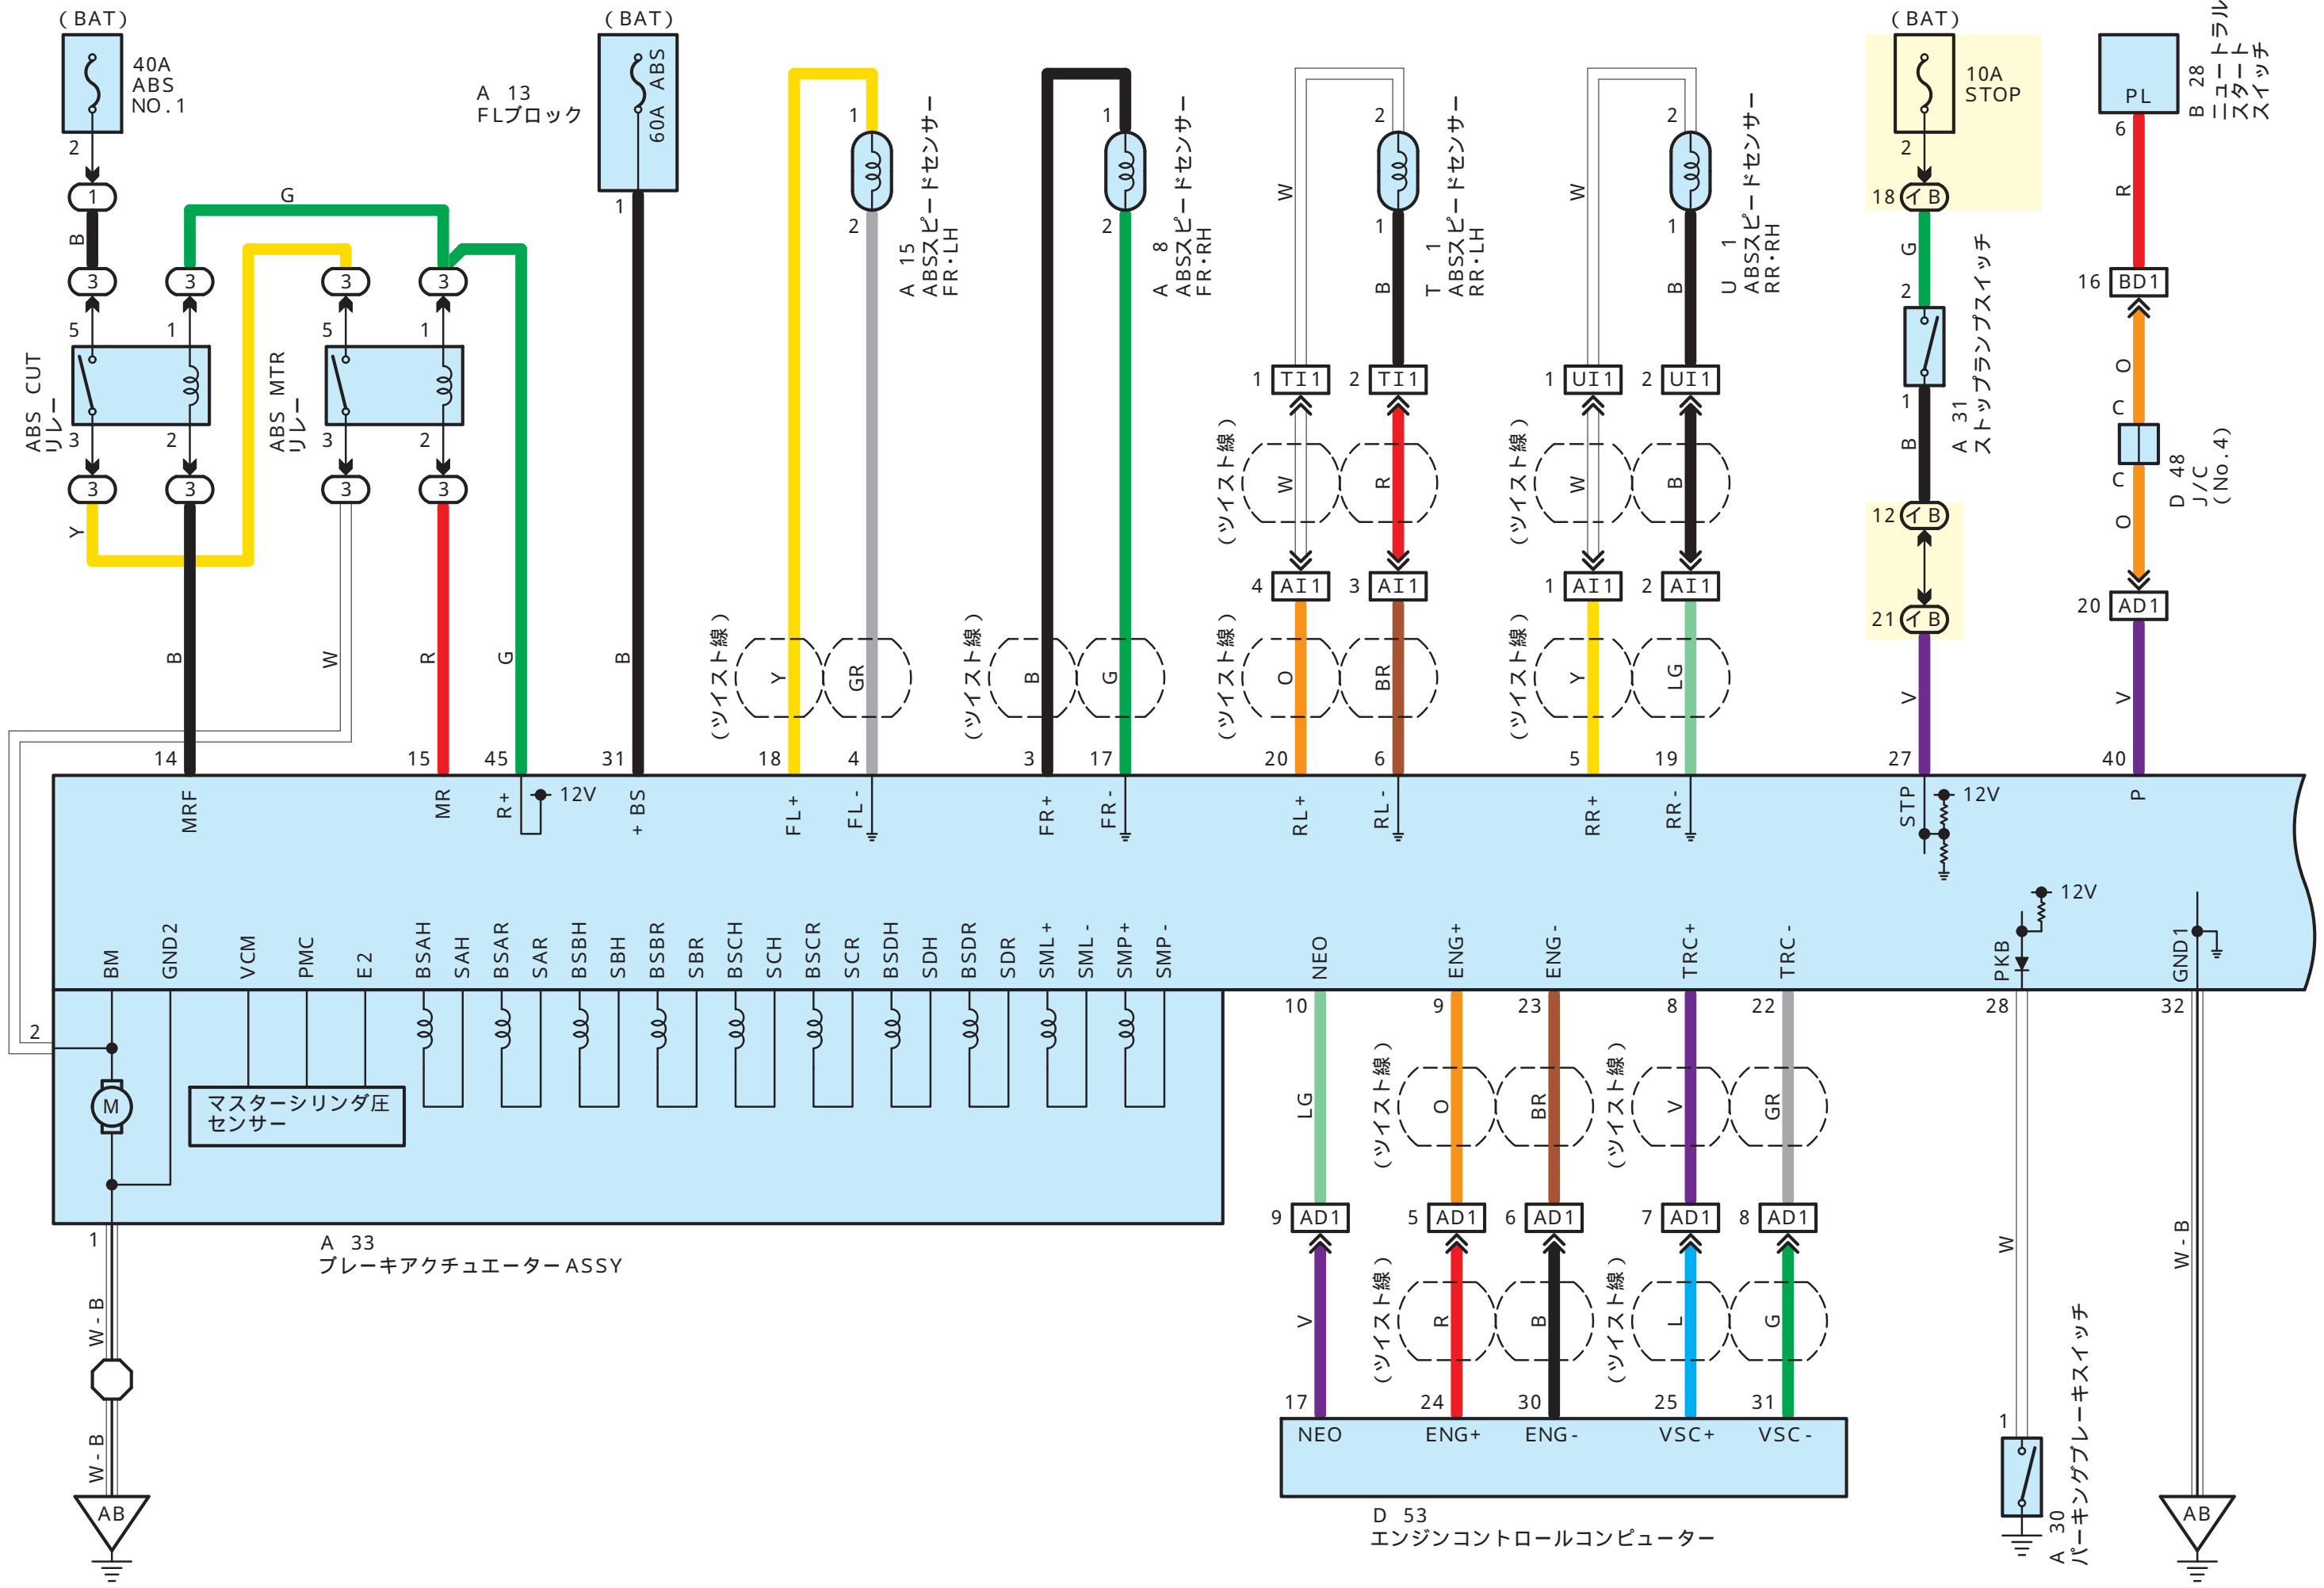 (BAT)
(BAT)
(BAT)
40A
ABS
NO.1
A 13
FLブロック
60A ABS
10A
STOP
PL
B 28
ニュートラル
スタート
スイッチ
2
1
B
3
3
3
3
G
5
1
5
1
ABS CUT
リレー
ABS MTR
リレー
3
2
3
2
3
3
3
3
Y
B
W
R
G
1
B
1
2
A 15
ABSスピードセンサー
FR・LH
1
2
A 8
ABSスピードセンサー
FR・RH
2
1
W
B
T 1
ABSスピードセンサー
RR・LH
2
1
W
B
U 1
ABSスピードセンサー
RR・RH
1 TI1
2 TI1
1 UI1
2 UI1
(ツイスト線)
W
R
(ツイスト線)
W
B
4 AI1
3 AI1
1 AI1
2 AI1
(ツイスト線)
Y
GR
(ツイスト線)
B
G
(ツイスト線)
O
BR
(ツイスト線)
Y
LG
2
18 イB
G
2
A 31
ストップランプスイッチ
1
B
12 イB
21 イB
V
6
R
16 BD1
O
C
C
D 48
J/C
(No.4)
O
20 AD1
V
14
15
45
31
18
4
3
17
20
6
5
19
27
40
MRF
MR
R+
12V
+BS
FL+
FL-
FR+
FR-
RL+
RL-
RR+
RR-
STP
12V
P
BM
GND2
VCM
PMC
E2
BSAH
SAH
BSAR
SAR
BSBH
SBH
BSBR
SBR
BSCH
SCH
BSCR
SCR
BSDH
SDH
BSDR
SDR
SML+
SML-
SMP+
SMP-
NEO
ENG+
ENG-
TRC+
TRC-
PKB
12V
GND1
2
M
マスターシリンダ圧
センサー
10
9
23
8
22
28
32
LG
(ツイスト線)
O
BR
(ツイスト線)
V
GR
9 AD1
5 AD1
6 AD1
7 AD1
8 AD1
1
A 33
ブレーキアクチュエーターASSY
W-B
W-B
AB
V
(ツイスト線)
R
B
(ツイスト線)
L
G
17
24
30
25
31
NEO
ENG+
ENG-
VSC+
VSC-
D 53
エンジンコントロールコンピューター
W
1
A 30
パーキングブレーキスイッチ
W-B
AB